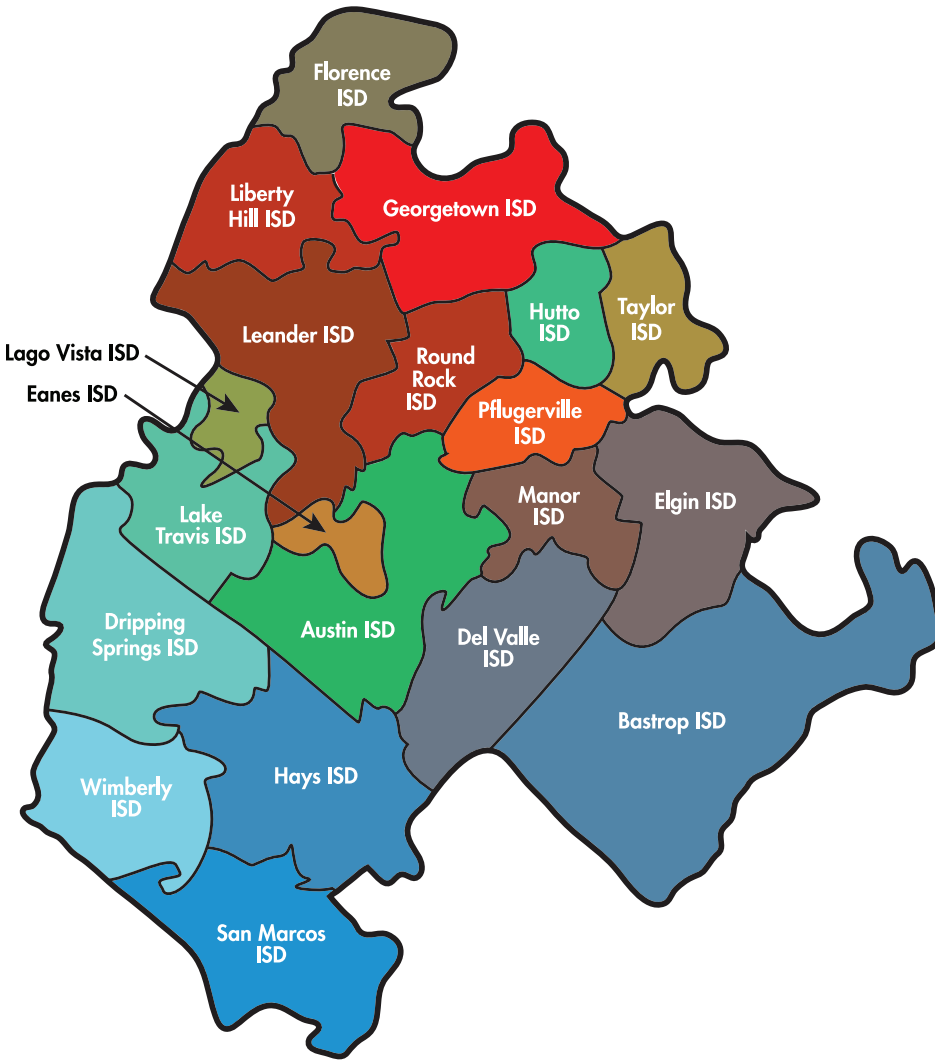 Florence
ISD
Liberty
Hill ISD
Georgetown ISD
Hutto
ISD
Taylor
ISD
Leander ISD
Lago Vista ISD
Round
Rock
ISD
Eanes ISD
Pflugerville
ISD
Manor
ISD
Elgin ISD
Lake
Travis ISD
Dripping
Springs ISD
Austin ISD
Del Valle
ISD
Bastrop ISD
Hays ISD
Wimberly
ISD
San Marcos
ISD